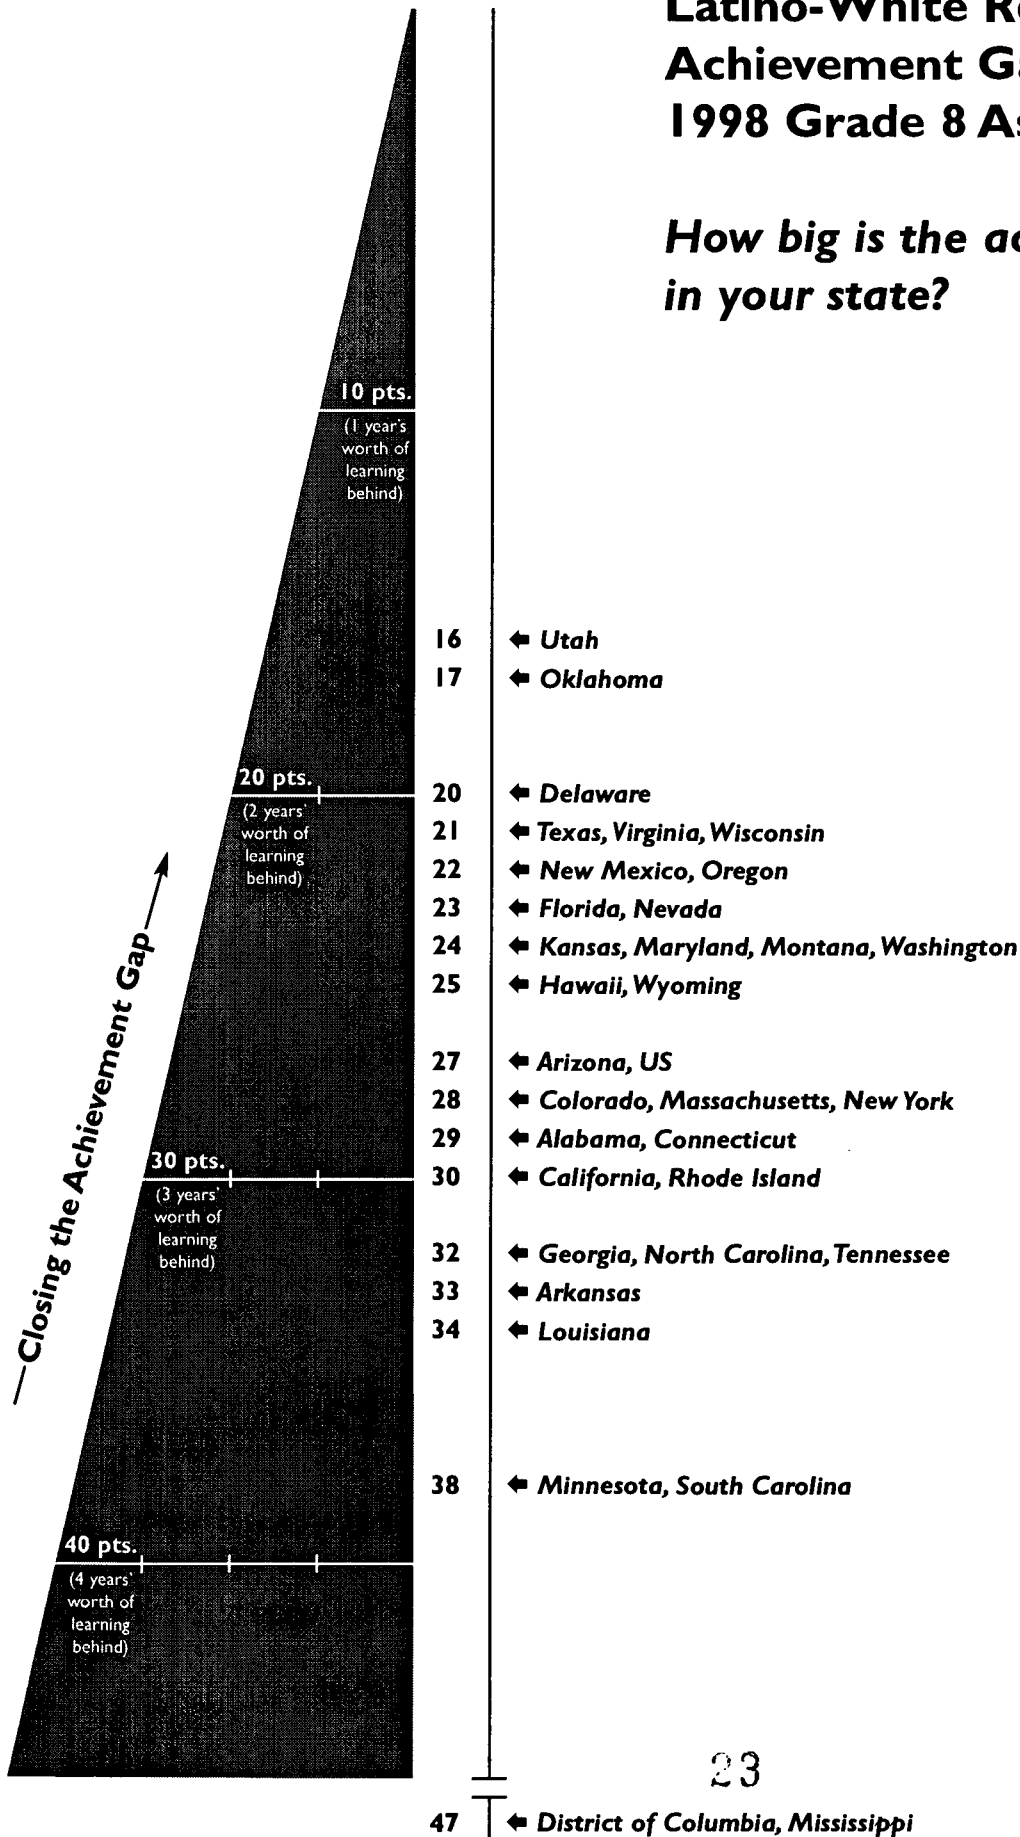 Latino-White
Achievement
1998 Grade 8
How big is the
in your state?
10 pts.
(1 year's
worth of
learning
behind)
16 Utah
17 Oklahoma
20 pts.
(2 years'
worth of
learning
behind)
20 Delaware
21 Texas, Virginia, Wisconsin
22 New Mexico, Oregon
23 Florida, Nevada
24 Kansas, Maryland, Montana, Washington
25 Hawaii, Wyoming
27 Arizona, US
28 Colorado, Massachusetts, New York
29 Alabama, Connecticut
30 pts.
(3 years'
worth of
learning
behind)
30 California, Rhode Island
32 Georgia, North Carolina, Tennessee
33 Arkansas
34 Louisiana
Closing the Achievement Gap
38 Minnesota, South Carolina
40 pts.
(4 years'
worth of
learning
behind)
23
47 District of Columbia, Mississippi